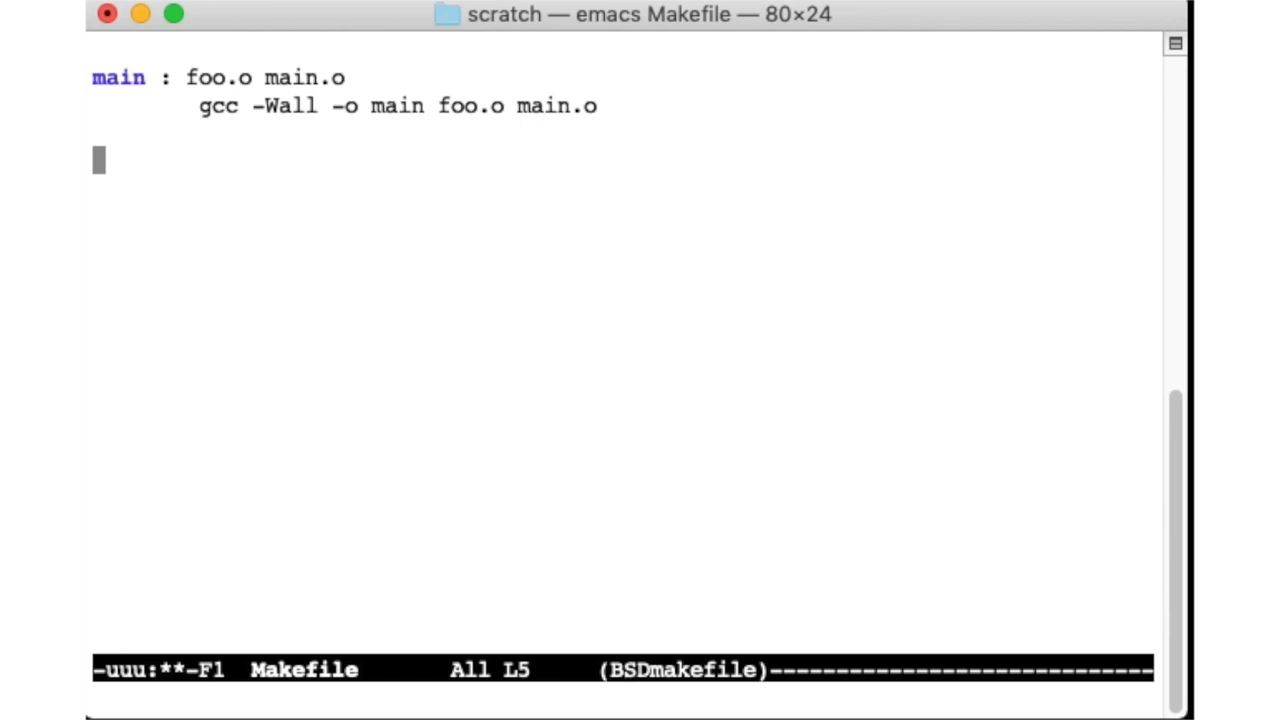 scratch — emacs Makefile — 80×24
main : foo.o main.o
gcc -Wall -o main foo.o main.o
-uuu:**-F1  Makefile       All L5     (BSDmakefile)-----------------------------